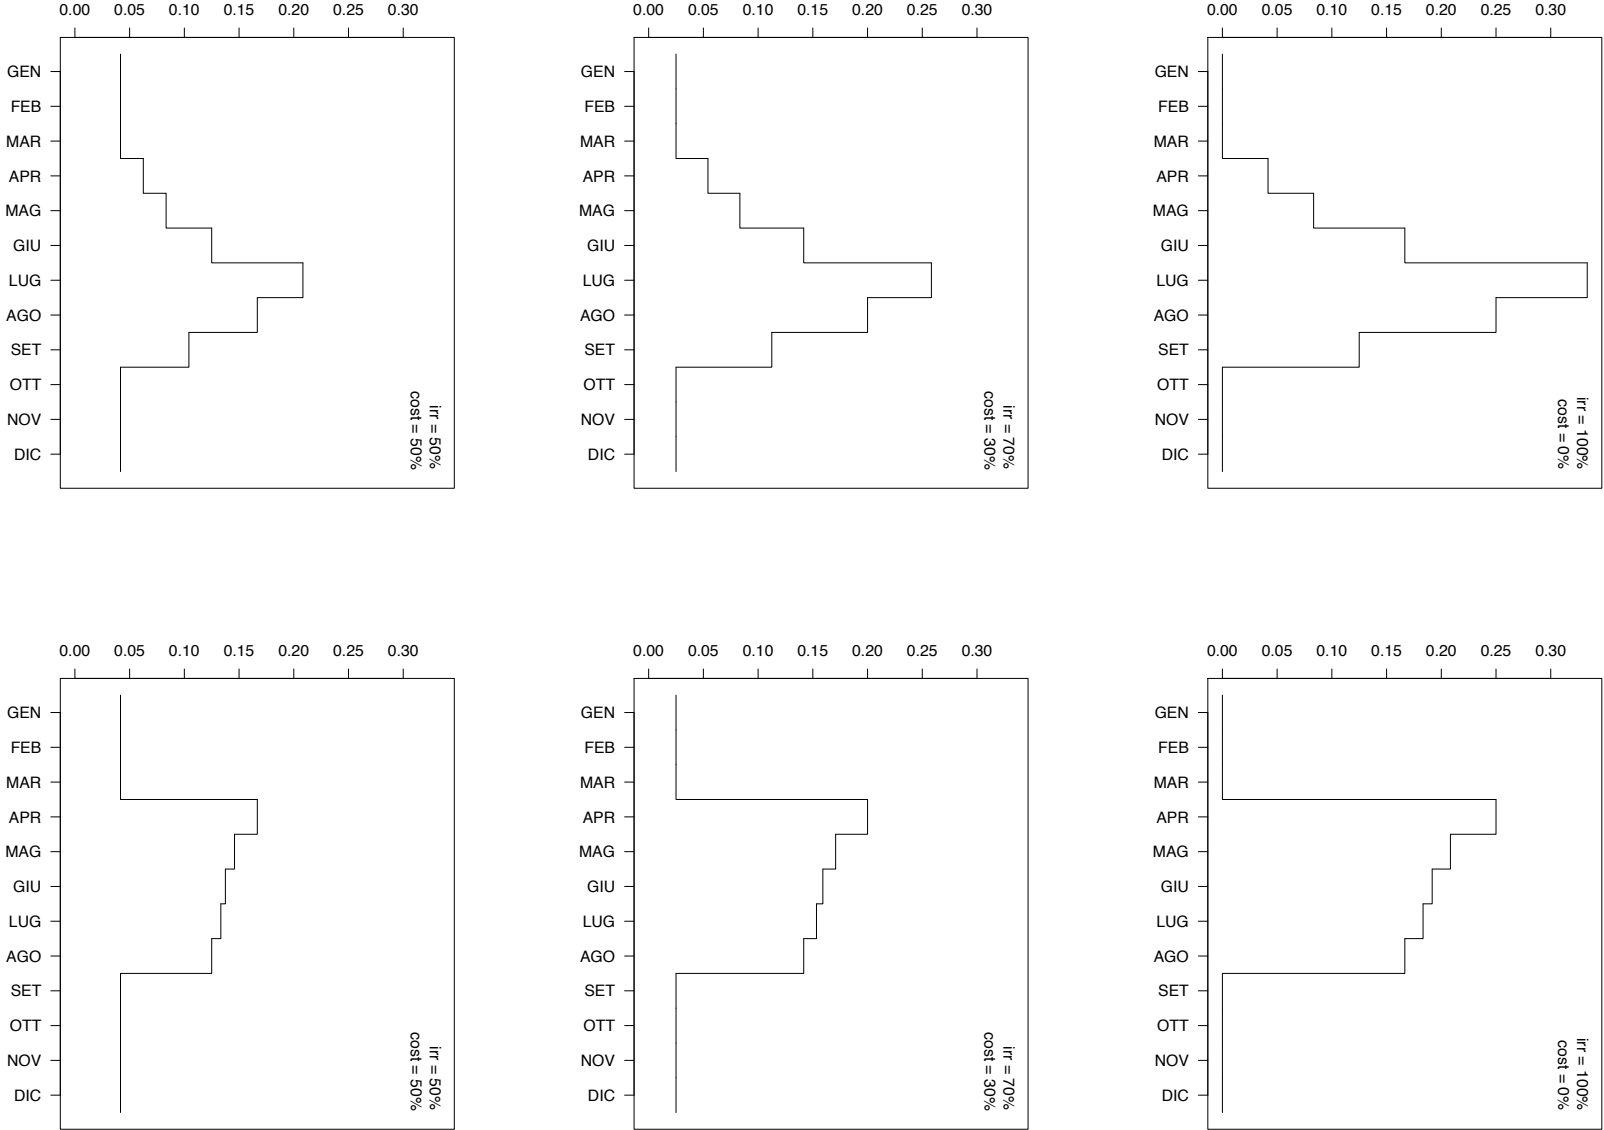 0.00 0.05 0.10 0.15 0.20 0.25 0.30
GEN
FEB
MAR
APR
MAG
GIU
LUG
AGO
SET
OTT
NOV
DIC
irr = 50%
cost = 50%
0.00 0.05 0.10 0.15 0.20 0.25 0.30
GEN
FEB
MAR
APR
MAG
GIU
LUG
AGO
SET
OTT
NOV
DIC
irr = 70%
cost = 30%
0.00 0.05 0.10 0.15 0.20 0.25 0.30
GEN
FEB
MAR
APR
MAG
GIU
LUG
AGO
SET
OTT
NOV
DIC
irr = 100%
cost = 0%
0.00 0.05 0.10 0.15 0.20 0.25 0.30
GEN
FEB
MAR
APR
MAG
GIU
LUG
AGO
SET
OTT
NOV
DIC
irr = 50%
cost = 50%
0.00 0.05 0.10 0.15 0.20 0.25 0.30
GEN
FEB
MAR
APR
MAG
GIU
LUG
AGO
SET
OTT
NOV
DIC
irr = 70%
cost = 30%
0.00 0.05 0.10 0.15 0.20 0.25 0.30
GEN
FEB
MAR
APR
MAG
GIU
LUG
AGO
SET
OTT
NOV
DIC
irr = 100%
cost = 0%